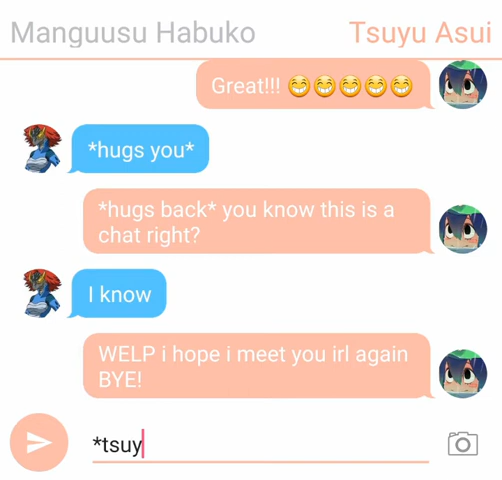 Manguusu Habuko
Tsuyu Asui
Great!!! 😁😁😁😁😁
*hugs you*
*hugs back* you know this is a
chat right?
I know
WELP i hope i meet you irl again
BYE!
*tsuy